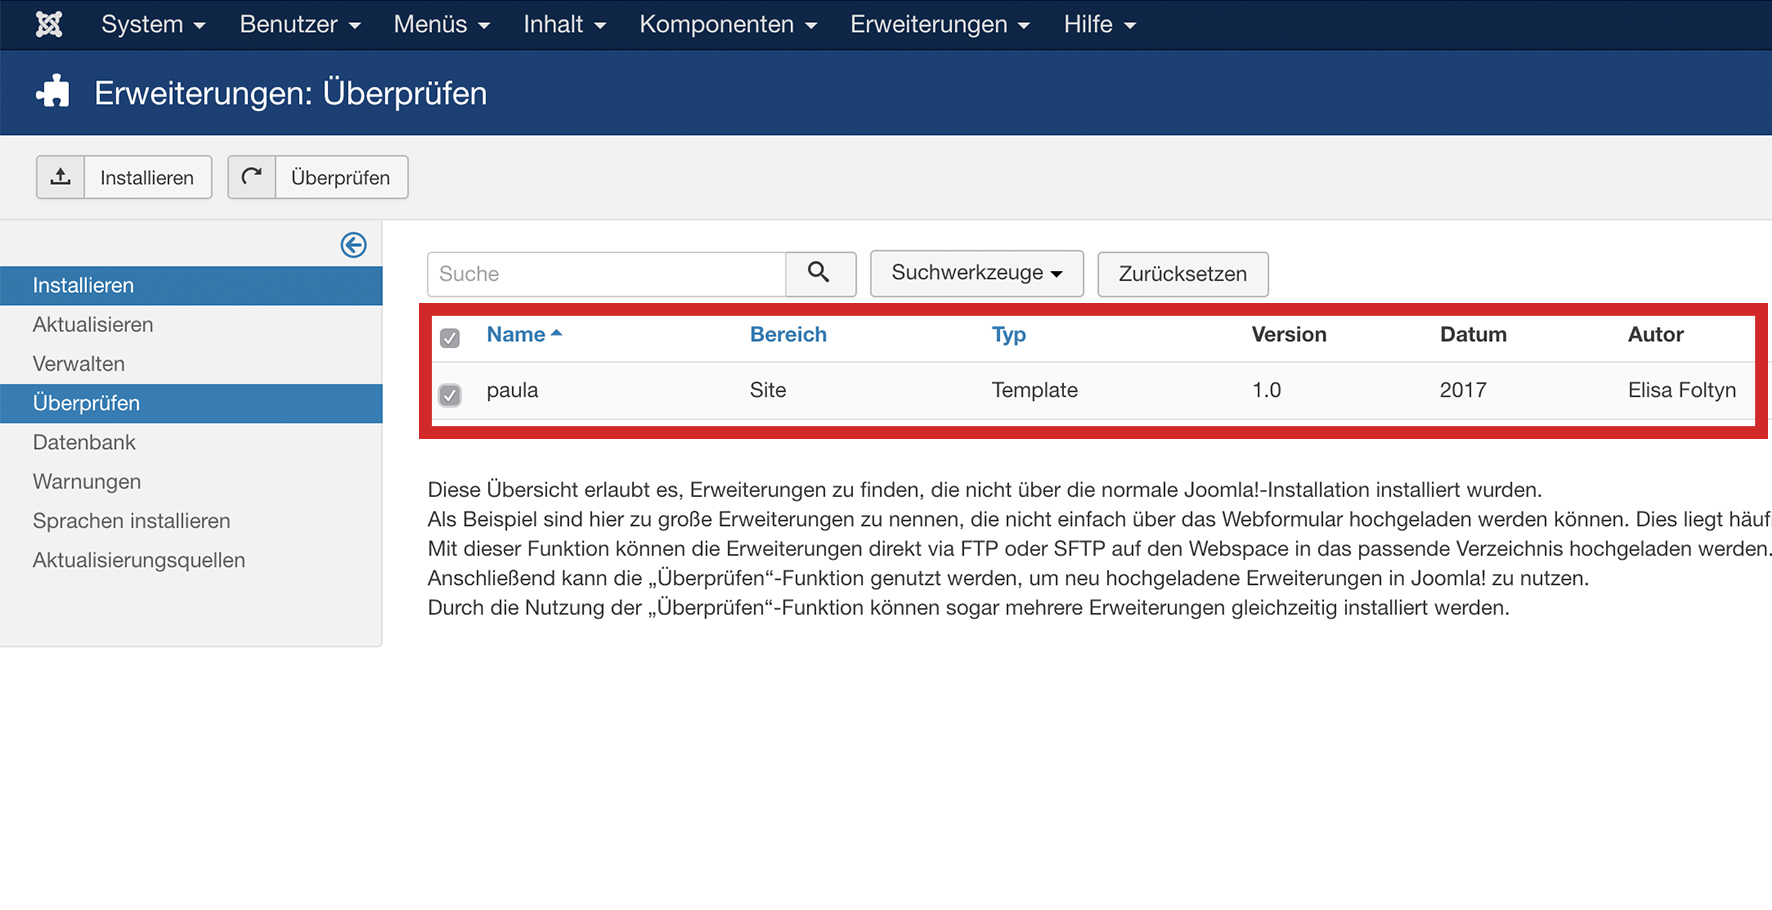 System Benutzer Menüs Inhalt Komponenten Erweiterungen Hilfe
Erweiterungen: Überprüfen
Installieren Überprüfen
Installieren
Aktualisieren
Verwalten
Überprüfen
Datenbank
Warnungen
Sprachen installieren
Aktualisierungsquellen
Suche Suchwerkzeuge Zurücksetzen
Name Bereich Typ Version Datum Autor
paula Site Template 1.0 2017 Elisa Foltyn
Diese Übersicht erlaubt es, Erweiterungen zu finden, die nicht über die normale Joomla!-Installation installiert wurden.
Als Beispiel sind hier zu große Erweiterungen zu nennen, die nicht einfach über das Webformular hochgeladen werden können. Dies liegt
Mit dieser Funktion können die Erweiterungen direkt via FTP oder SFTP auf den Webspace in das passende Verzeichnis hochgeladen werden.
Anschließend kann die „Überprüfen“-Funktion genutzt werden, um neu hochgeladene Erweiterungen in Joomla! zu nutzen.
Durch die Nutzung der „Überprüfen“-Funktion können sogar mehrere Erweiterungen gleichzeitig installiert werden.